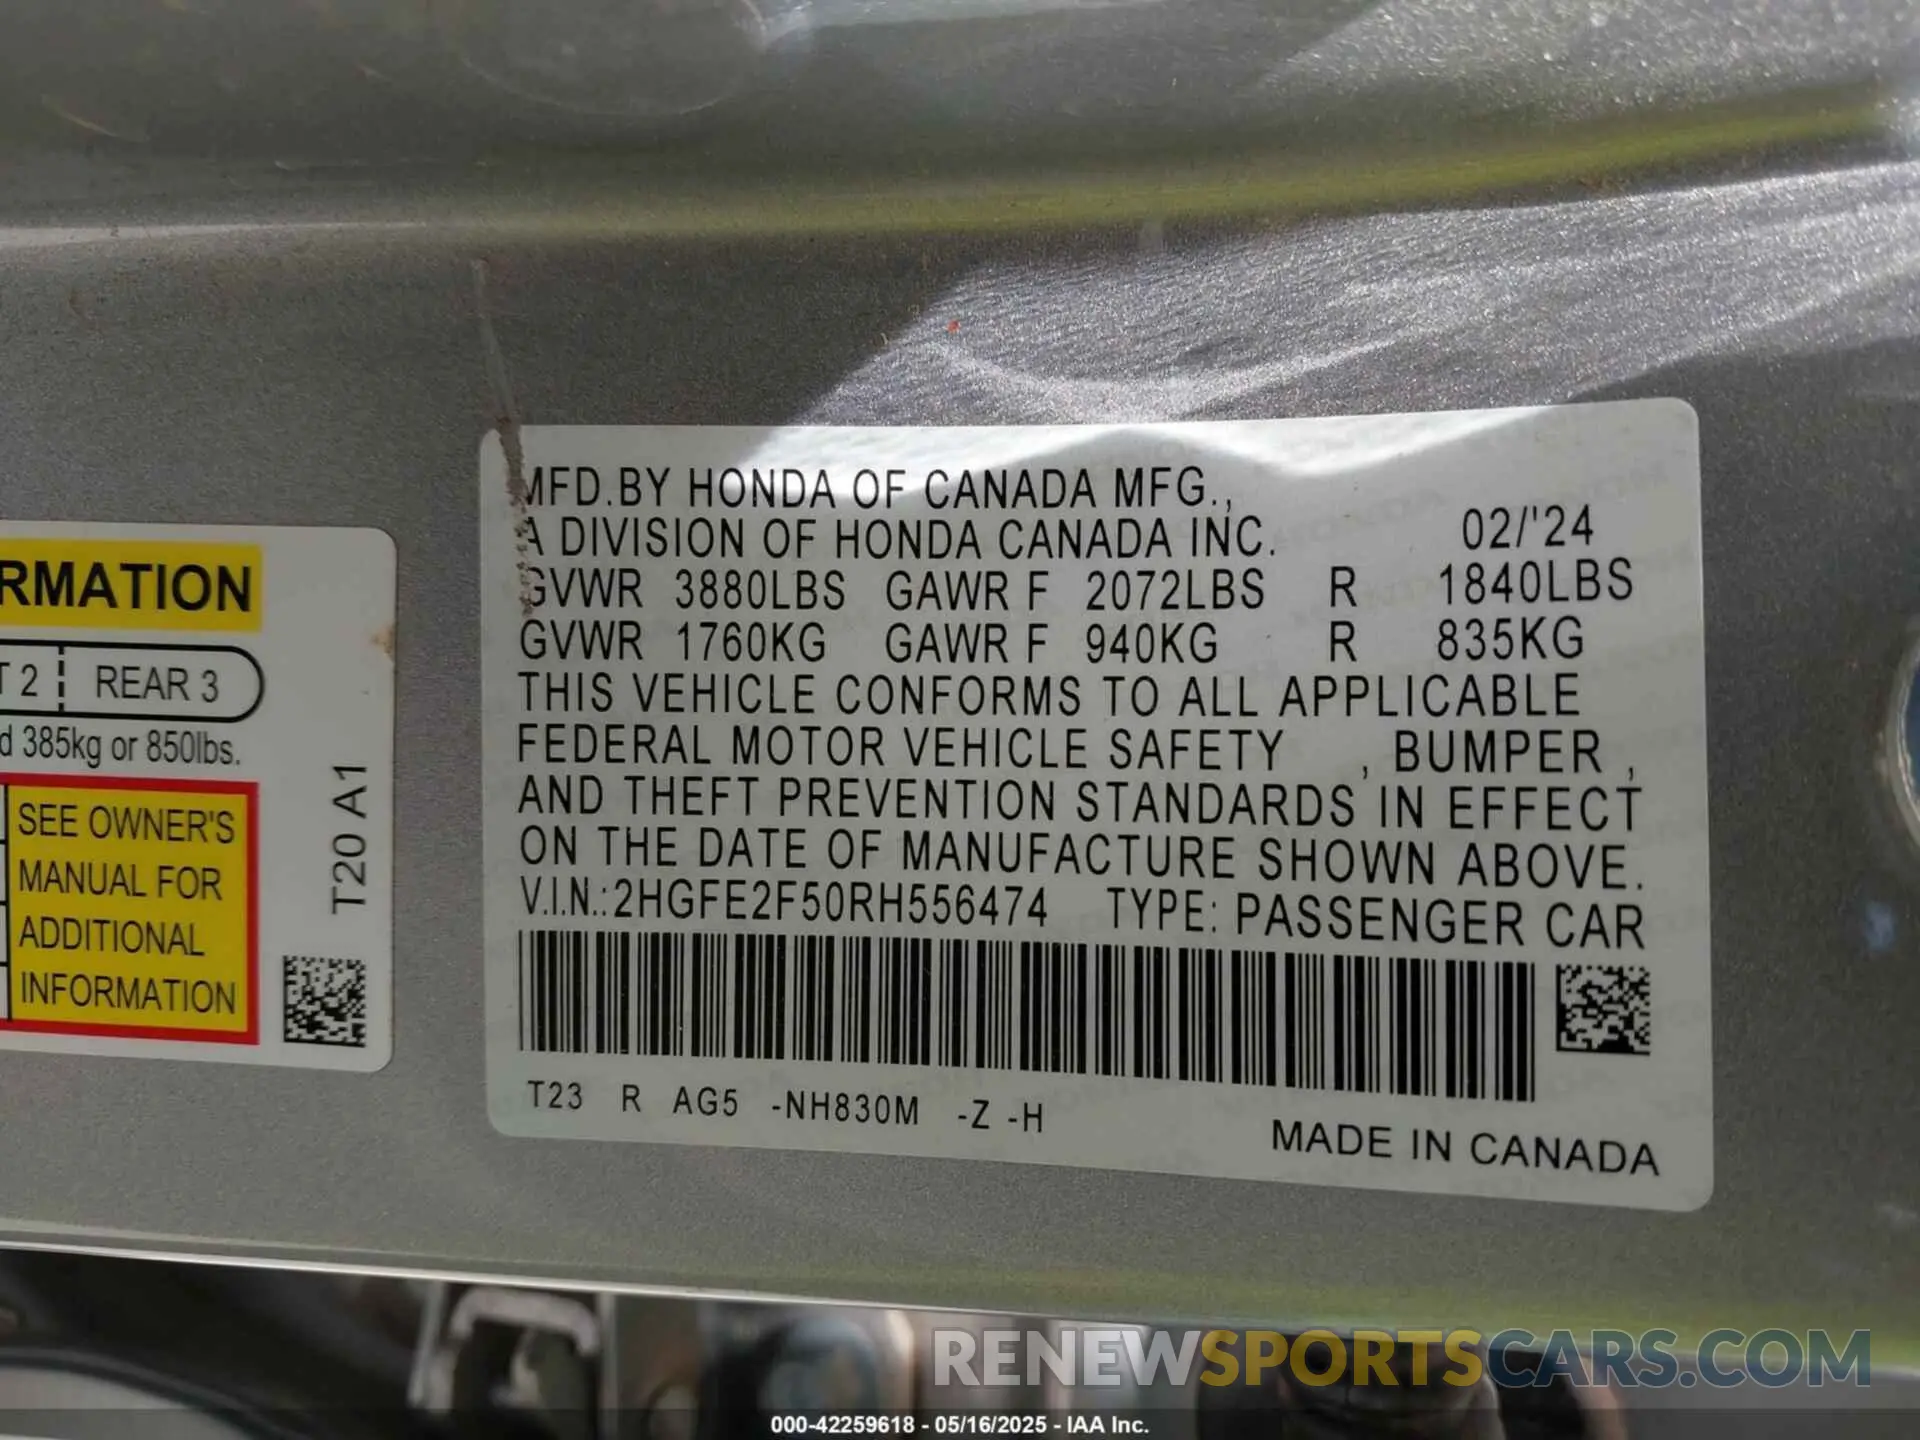 RMATION
T 2 REAR 3
d 385kg or 850lbs.
SEE OWNER'S
MANUAL FOR
ADDITIONAL
INFORMATION
T20 A1
MFD.BY HONDA OF CANADA MFG.,
A DIVISION OF HONDA CANADA INC. 02/'24
GVWR 3880LBS GAWR F 2072LBS R 1840LBS
GVWR 1760KG GAWR F 940KG R 835KG
THIS VEHICLE CONFORMS TO ALL APPLICABLE
FEDERAL MOTOR VEHICLE SAFETY , BUMPER ,
AND THEFT PREVENTION STANDARDS IN EFFECT
ON THE DATE OF MANUFACTURE SHOWN ABOVE.
V.I.N.:2HGFE2F50RH556474 TYPE: PASSENGER CAR
T23 R AG5 -NH830M -Z -H
MADE IN CANADA
RENEWSPORTSCARS.COM
000-42259618 - 05/16/2025 - IAA Inc.